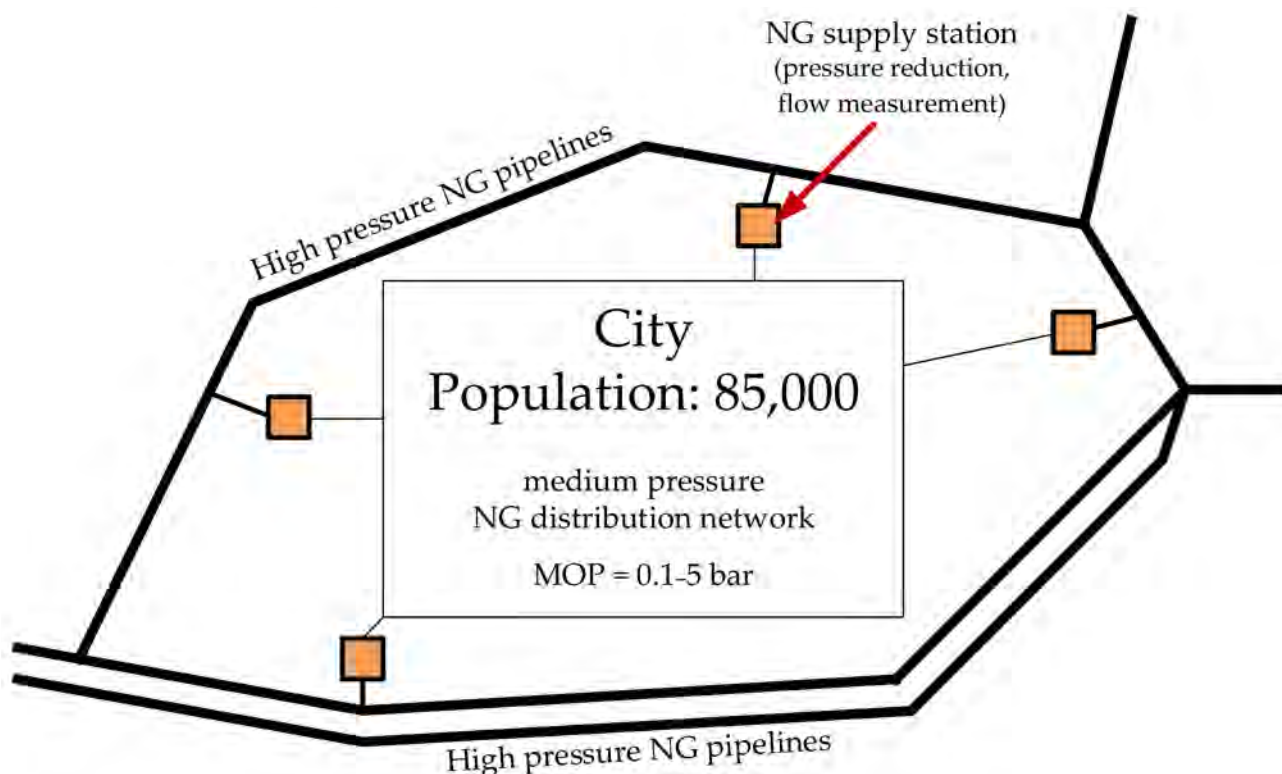 NG supply station
(pressure reduction,
flow measurement)
High pressure NG pipelines
City
Population: 85,000
medium pressure
NG distribution network
MOP = 0.1–5 bar
High pressure NG pipelines